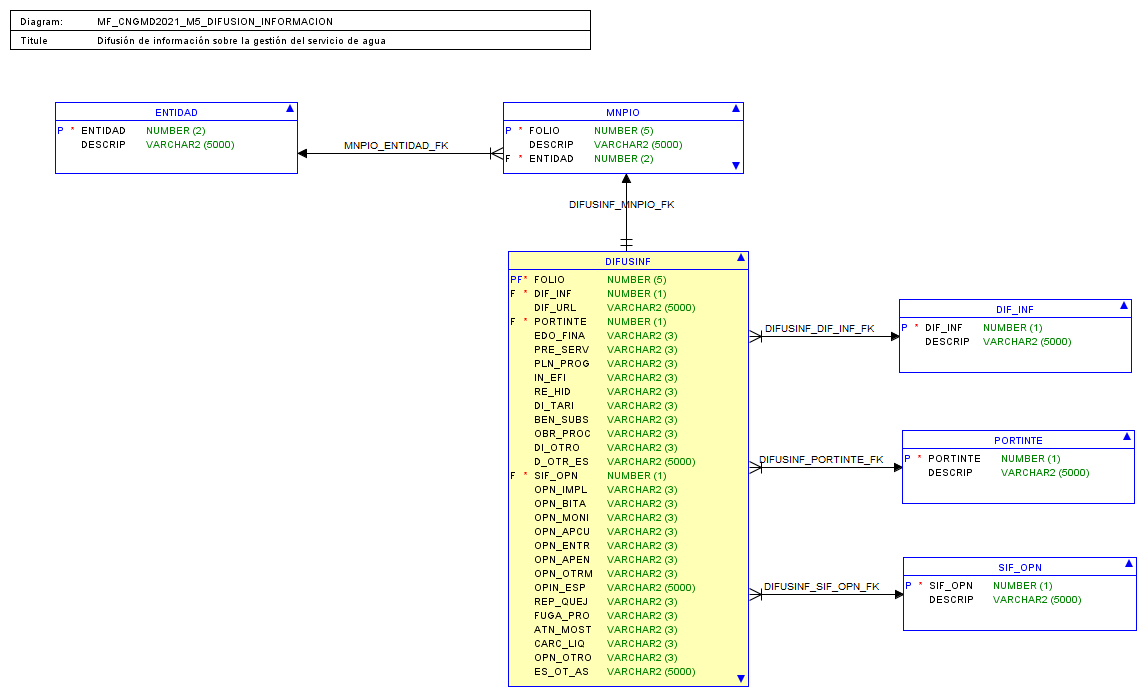 Diagram: MF_CNGMD2021_M5_DIFUSION_INFORMACION
Titule Difusión de información sobre la gestión del servicio de agua
ENTIDAD
P * ENTIDAD NUMBER (2)
DESCRIP VARCHAR2 (5000)
MNPIO_ENTIDAD_FK
MNPIO
P * FOLIO NUMBER (5)
DESCRIP VARCHAR2 (5000)
F * ENTIDAD NUMBER (2)
DIFUSINF_MNPIO_FK
DIFUSINF
PF* FOLIO NUMBER (5)
F * DIF_INF NUMBER (1)
DIF_URL VARCHAR2 (5000)
F * PORTINTE NUMBER (1)
EDO_FINA VARCHAR2 (3)
PRE_SERV VARCHAR2 (3)
PLN_PROG VARCHAR2 (3)
IN_EFI VARCHAR2 (3)
RE_HID VARCHAR2 (3)
DI_TARI VARCHAR2 (3)
BEN_SUBS VARCHAR2 (3)
OBR_PROC VARCHAR2 (3)
DI_OTRO VARCHAR2 (3)
D_OTR_ES VARCHAR2 (5000)
F * SIF_OPN NUMBER (1)
OPN_IMPL VARCHAR2 (3)
OPN_BITA VARCHAR2 (3)
OPN_MONI VARCHAR2 (3)
OPN_APCU VARCHAR2 (3)
OPN_ENTR VARCHAR2 (3)
OPN_APEN VARCHAR2 (3)
OPN_OTRM VARCHAR2 (3)
OPIN_ESP VARCHAR2 (5000)
REP_QUEJ VARCHAR2 (3)
FUGA_PRO VARCHAR2 (3)
ATN_MOST VARCHAR2 (3)
CARC_LIQ VARCHAR2 (3)
OPN_OTRO VARCHAR2 (3)
ES_OT_AS VARCHAR2 (5000)
DIFUSINF_DIF_INF_FK
DIF_INF
P * DIF_INF NUMBER (1)
DESCRIP VARCHAR2 (5000)
DIFUSINF_PORTINTE_FK
PORTINTE
P * PORTINTE NUMBER (1)
DESCRIP VARCHAR2 (5000)
DIFUSINF_SIF_OPN_FK
SIF_OPN
P * SIF_OPN NUMBER (1)
DESCRIP VARCHAR2 (5000)